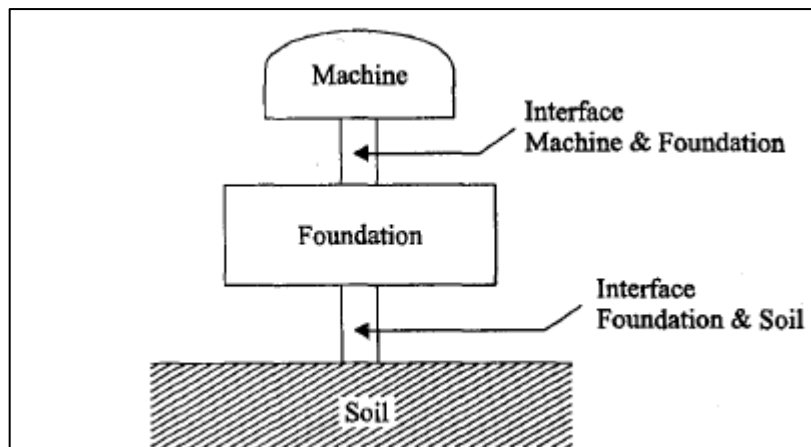 Machine
Interface
Machine & Foundation
Foundation
Interface
Foundation & Soil
Soil